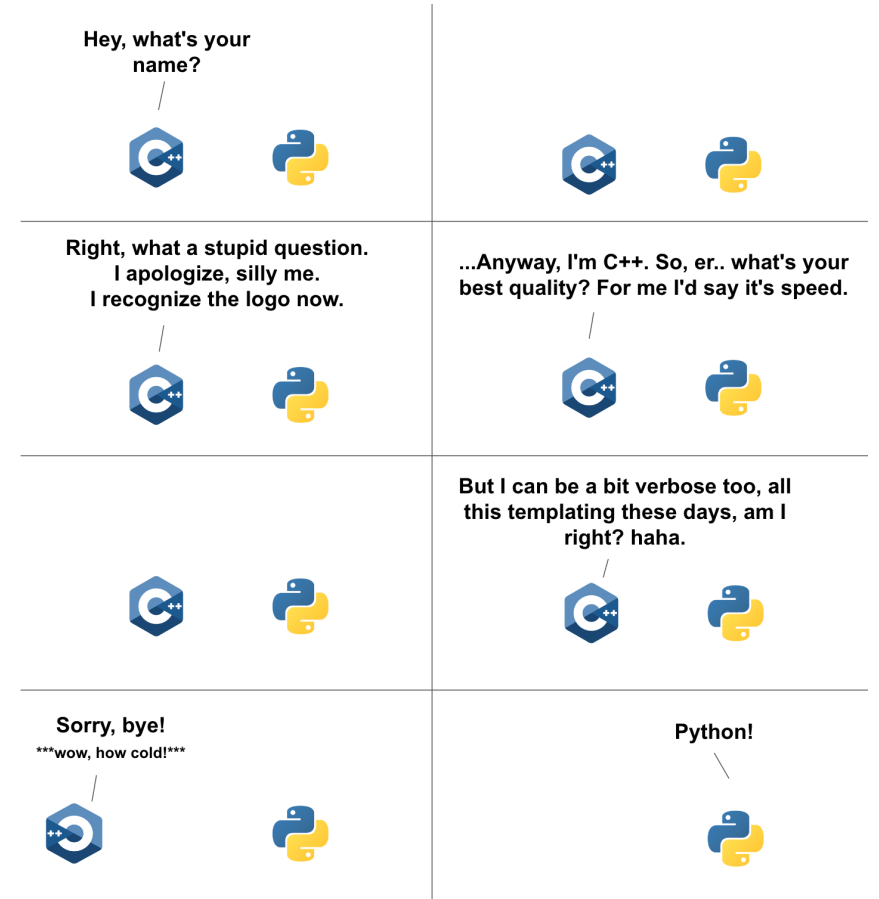 Hey, what's your
name?
Right, what a stupid question.
I apologize, silly me.
I recognize the logo now.
...Anyway, I'm C++. So, er.. what's your
best quality? For me I'd say it's speed.
But I can be a bit verbose too, all
this templating these days, am I
right? haha.
Sorry, bye!
***wow, how cold!***
Python!